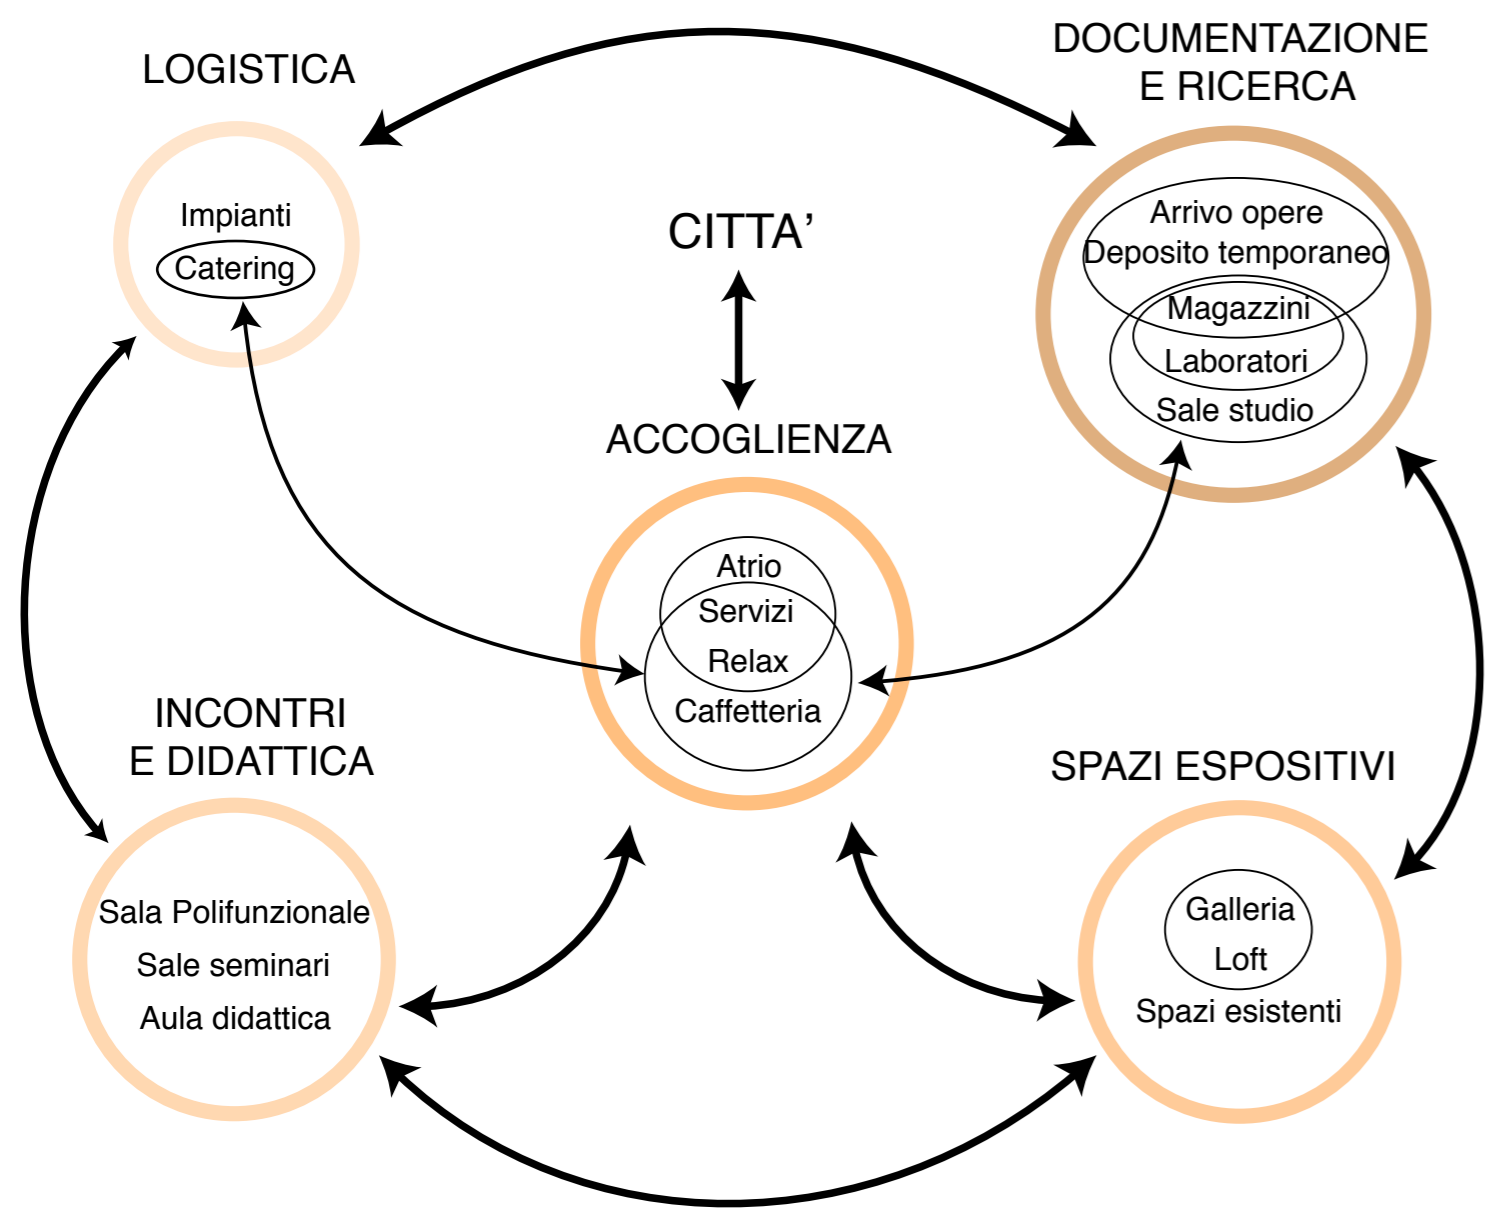 LOGISTICA
Impianti
Catering
DOCUMENTAZIONE
E RICERCA
Arrivo opere
Deposito temporaneo
Magazzini
Laboratori
Sale studio
CITTA’
ACCOGLIENZA
Atrio
Servizi
Relax
Caffetteria
INCONTRI
E DIDATTICA
Sala Polifunzionale
Sale seminari
Aula didattica
SPAZI ESPOSITIVI
Galleria
Loft
Spazi esistenti